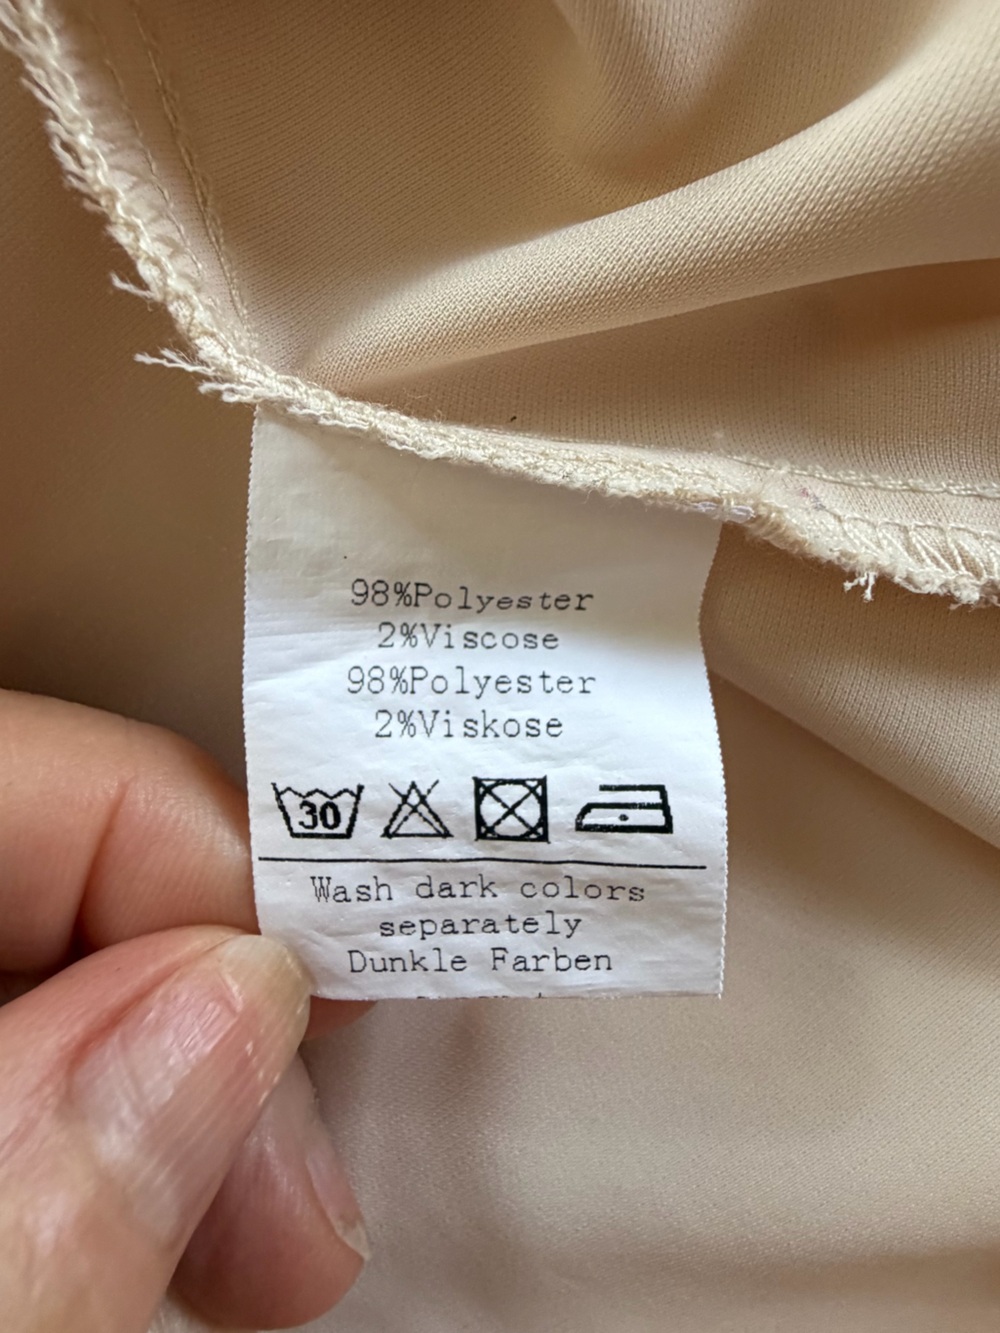 98%Polyester
2%Viscose
98%Polyester
2%Viskose
30
Wash dark colors
separately
Dunkle Farben